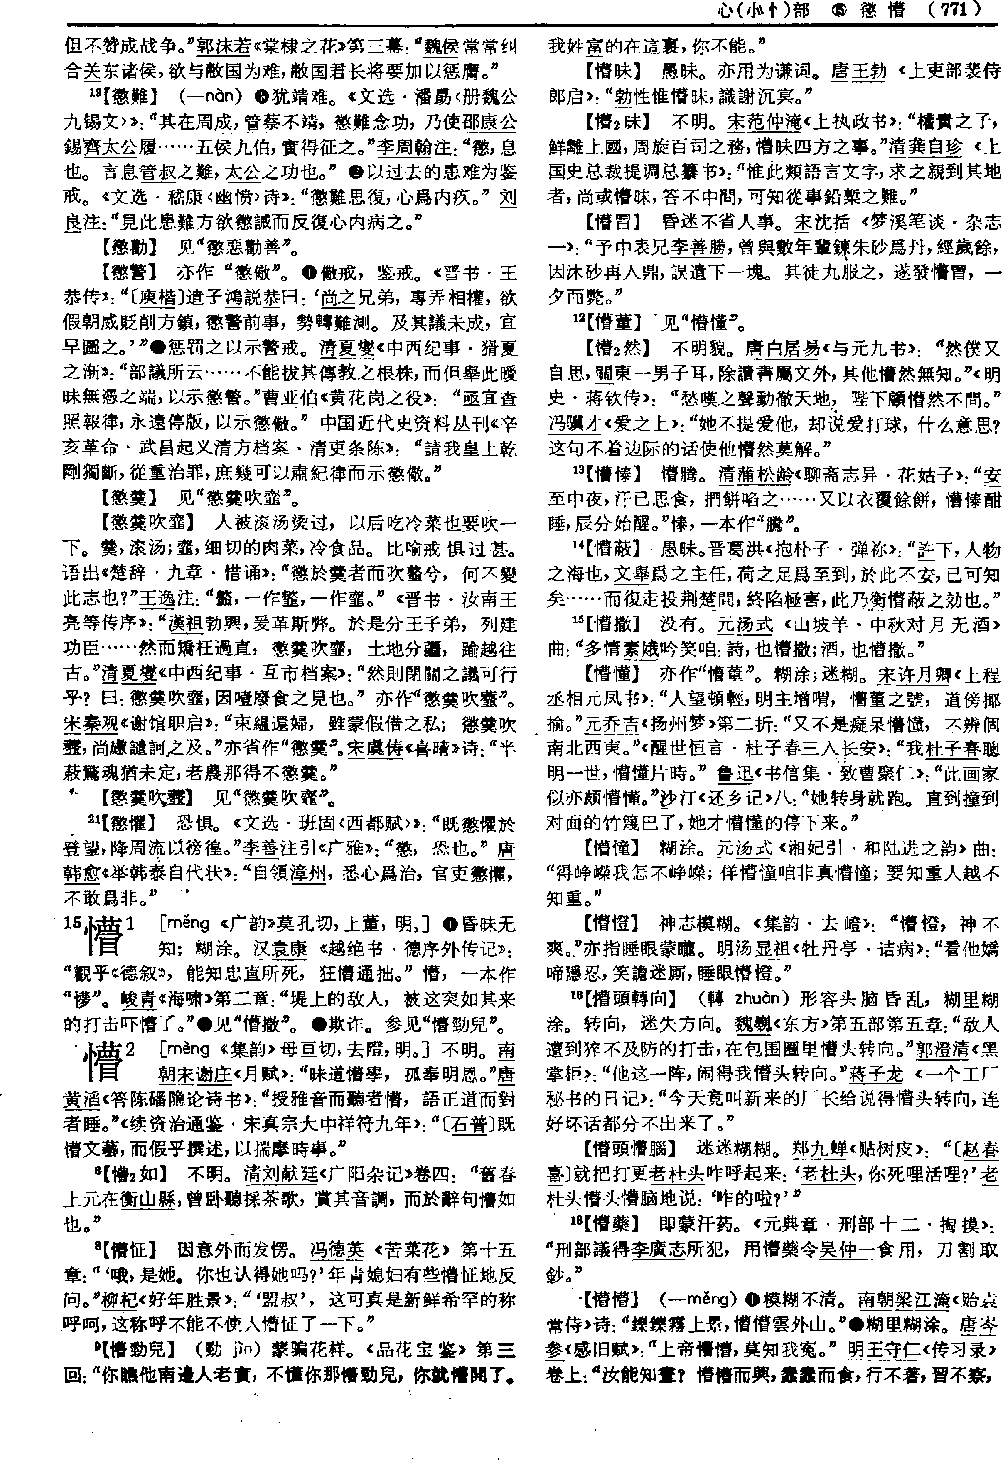 心(小忄)部 ⑮ 懲 懵 (771)
但不赞成战争。”郭沫若《棠棣之花》第三幕：“魏侯常常纠
合关东诸侯，欲与敝国为难，敝国君长将要加以惩膺。”
19【懲難】 （—nàn）❶犹靖难。《文选·潘勗〈册魏公
九锡文〉》：“其在周成，管蔡不靖，懲難念功，乃使邵康公
錫齊太公履……五侯九伯，實得征之。”李周翰注：“懲，息
也。言息管叔之難，太公之功也。” ❷以过去的患难为鉴
戒。《文选·嵇康〈幽愤〉诗》：“懲難思復，心爲内疚。” 刘
良注：“見此患難方欲懲誡而反復心内病之。”
【懲勸】 见“懲惡勸善”。
【懲警】 亦作“懲儆”。❶儆戒，鉴戒。《晋书·王
恭传》：“〔庾楷〕遣子鴻説恭曰：‘尚之兄弟，專弄相權，欲
假朝威貶削方鎮，懲警前事，勢轉難測。及其議未成，宜
早圖之。’”❷惩罚之以示警戒。清夏燮《中西纪事·猾夏
之渐》：“部議所云……不能拔其傳教之根株，而但舉此曖
昧無憑之端，以示懲警。”曹亚伯《黄花岗之役》：“亟宜查
照報律，永遠停版，以示懲儆。” 中国近代史资料丛刊《辛
亥革命·武昌起义清方档案·清吏条陈》：“請我皇上乾
剛獨斷，從重治罪，庶幾可以肅紀律而示懲儆。”
【懲羹】 见“懲羹吹齏”。
【懲羹吹齏】 人被滚汤烫过，以后吃冷菜也要吹一
下。羹，滚汤；齏，细切的肉菜，冷食品。比喻戒惧过甚。
语出《楚辞·九章·惜诵》：“懲於羹者而吹齏兮，何不變
此志也？”王逸注：“一作齏。”《晋书·汝南王
亮等传序》：“漢祖勃興，爰革斯弊。於是分王子弟，列建
功臣……然而矯枉過直，懲羹吹齏，土地分疆，踰越往
古。”清夏燮《中西纪事·互市档案》：“然則閉關之議可行
乎？曰：懲羹吹齏，因噎廢食之見也。” 亦作“懲羹吹虀”。
宋秦观《谢馆职启》：“束緼還婦，雖蒙假借之私；懲羹吹
虀，尚慮譴訶之及。”亦省作“懲羹”。宋虞俦《喜晴》诗：“半
菽驚魂猶未定，老農那得不懲羹。”
【懲羹吹虀】 见“懲羹吹齏”。
21【懲懼】 恐惧。《文选·班固〈西都赋〉》：“既懲懼於
登望，降周流以徬徨。”李善注引《广雅》：“懲，恐也。” 唐
韩愈《举韩泰自代状》：“自領漳州，悉心爲治，官吏懲懼，
不敢爲非。”
15懵1 ［měng《广韵》莫孔切，上董，明。］❶昏昧无
知；糊涂。汉袁康《越绝书·德序外传记》：
“觀乎《德叙》，能知忠直所死，狂懵通拙。” 懵，一本作
“㦟”。峻青《海啸》第二章：“堤上的敌人，被这突如其来
的打击吓懵了。”❷见“懵撒”。❸欺诈。参见“懵勁兒”。
懵2 ［mèng《集韵》母亘切，去隥，明。］不明。南
朝宋谢庄《月赋》：“昧道懵學，孤奉明恩。”唐
黄滔《答陈磻隐论诗书》：“授雅音而聽者懵，語正道而對
者睡。”《续资治通鉴·宋真宗大中祥符九年》：“〔石普〕既
懵文藝，而假乎撰述，以揣摩時事。”
6【懵2如】 不明。清刘献廷《广阳杂记》卷四：“舊春
上元在衡山縣，曾卧聽採茶歌，賞其音調，而於辭句懵如
也。”
8【懵怔】 因意外而发愣。冯德英《苦菜花》第十五
章：“‘哦，是她。你也认得她吗？’年肯媳妇有些懵怔地反
问。”柳杞《好年胜景》：“‘盟叔’，这可真是新鲜希罕的称
呼呵，这称呼不能不使人懵怔了一下。”
9【懵勁兒】 （勁 jìn）蒙骗花样。《品花宝鉴》第三
回：“你瞧他南邊人老實，不懂你那懵勁兒，你就懵開了。
我姓富的在這裏，你不能。”
【懵昧】 愚昧。亦用为谦词。唐王勃《上吏部裴侍
郎启》：“勃性惟懵昧，識謝沉冥。”
【懵2昧】 不明。宋范仲淹《上执政书》：“權貴之子，
鮮離上國，周旋百司之務，懵昧四方之事。”清龚自珍《上
国史总裁提调总纂书》：“惟此類語言文字，求之親到其地
者，尚或懵昧，答不中問，可知從事鉛槧之難。”
【懵冒】 昏迷不省人事。宋沈括《梦溪笔谈·杂志
一》：“予中表兄李善勝，曾與數年輩鍊朱砂爲丹，經歲餘，
因沐砂再入鼎，誤遺下一塊。其徒丸服之，遂發懵冒，一
夕而斃。”
12【懵董】 见“懵懂”。
【懵2然】 不明貌。唐白居易《与元九书》：“然僕又
自思，關東一男子耳，除讀書屬文外，其他懵然無知。”《明
史·蒋钦传》：“愁嘆之聲動徹天地，陛下顧懵然不問。”
冯骥才《爱之上》：“她不提爱他，却说爱打球，什么意思？
这句不着边际的话使他懵然莫解。”
13【懵㥬】 懵腾。清蒲松龄《聊斋志异·花姑子》：“安
至中夜，汗已思食，捫餅啗之……又以衣覆餘餅，懵㥬酣
睡，辰分始醒。”㥬，一本作“騰”。
14【懵蔽】 愚昧。晋葛洪《抱朴子·弹祢》：“許下，人物
之海也，文舉爲之主任，荷之足爲至到，於此不安，已可知
矣……而復走投荆楚間，終陷極害，此乃衡懵蔽之効也。”
15【懵撒】 没有。元汤式《山坡羊·中秋对月无酒》
曲：“多情素娥吟笑咱：詩，也懵撒；酒，也懵撒。”
【懵懂】 亦作“懵董”。糊涂；迷糊。宋许月卿《上程
丞相元凤书》：“人望頓輕，明主增喟，懵董之號，道傍揶
揄。”元乔吉《扬州梦》第二折：“又不是癡呆懵懂，不辨個
南北西東。”《醒世恒言·杜子春三入长安》：“我杜子春聰
明一世，懵懂片時。” 鲁迅《书信集·致曹聚仁》：“此画家
似亦颇懵懂。”沙汀《还乡记》八：“她转身就跑。直到撞到
对面的竹篾巴了，她才懵懂的停下来。”
【懵憧】 糊涂。元汤式《湘妃引·和陆进之韵》曲：
“得峥嵘我怎不峥嵘；佯懵憧咱非真懵憧；要知重人越不
知重。”
【懵憕】 神志模糊。《集韵·去嶝》：“懵憕，神不
爽。”亦指睡眼蒙眬。明汤显祖《牡丹亭·诘病》：“看他嬌
啼隱忍，笑譫迷厮，睡眼懵憕。”
16【懵頭轉向】 （轉 zhuàn）形容头脑昏乱，糊里糊
涂。转向，迷失方向。魏巍《东方》第五部第五章：“敌人
遭到猝不及防的打击，在包围圈里懵头转向。”郭澄清《黑
掌柜》：“他这一阵，闹得我懵头转向。”蒋子龙《一个工厂
秘书的日记》：“今天竟叫新来的厂长给说得懵头转向，连
好坏话都分不出来了。”
【懵頭懵腦】 迷迷糊糊。郑九蝉《贴树皮》：“〔赵春
喜〕就把打更老杜头咋呼起来：‘老杜头，你死哩活哩？’老
杜头懵头懵脑地说：‘咋的啦？’”
18【懵藥】 即蒙汗药。《元典章·刑部十二·掏摸》：
“刑部議得李廣志所犯，用懵藥令吴仲一食用，刀割取
鈔。”
【懵懵】 （—měng）❶模糊不清。南朝梁江淹《贻袁
常侍》诗：“鑠鑠霧上景，懵懵雲外山。”❷糊里糊涂。唐岑
参《感旧赋》：“上帝懵懵，莫知我冤。” 明王守仁《传习录》
卷上：“汝能知晝？懵懵而興，蠢蠢而食，行不著，習不察，